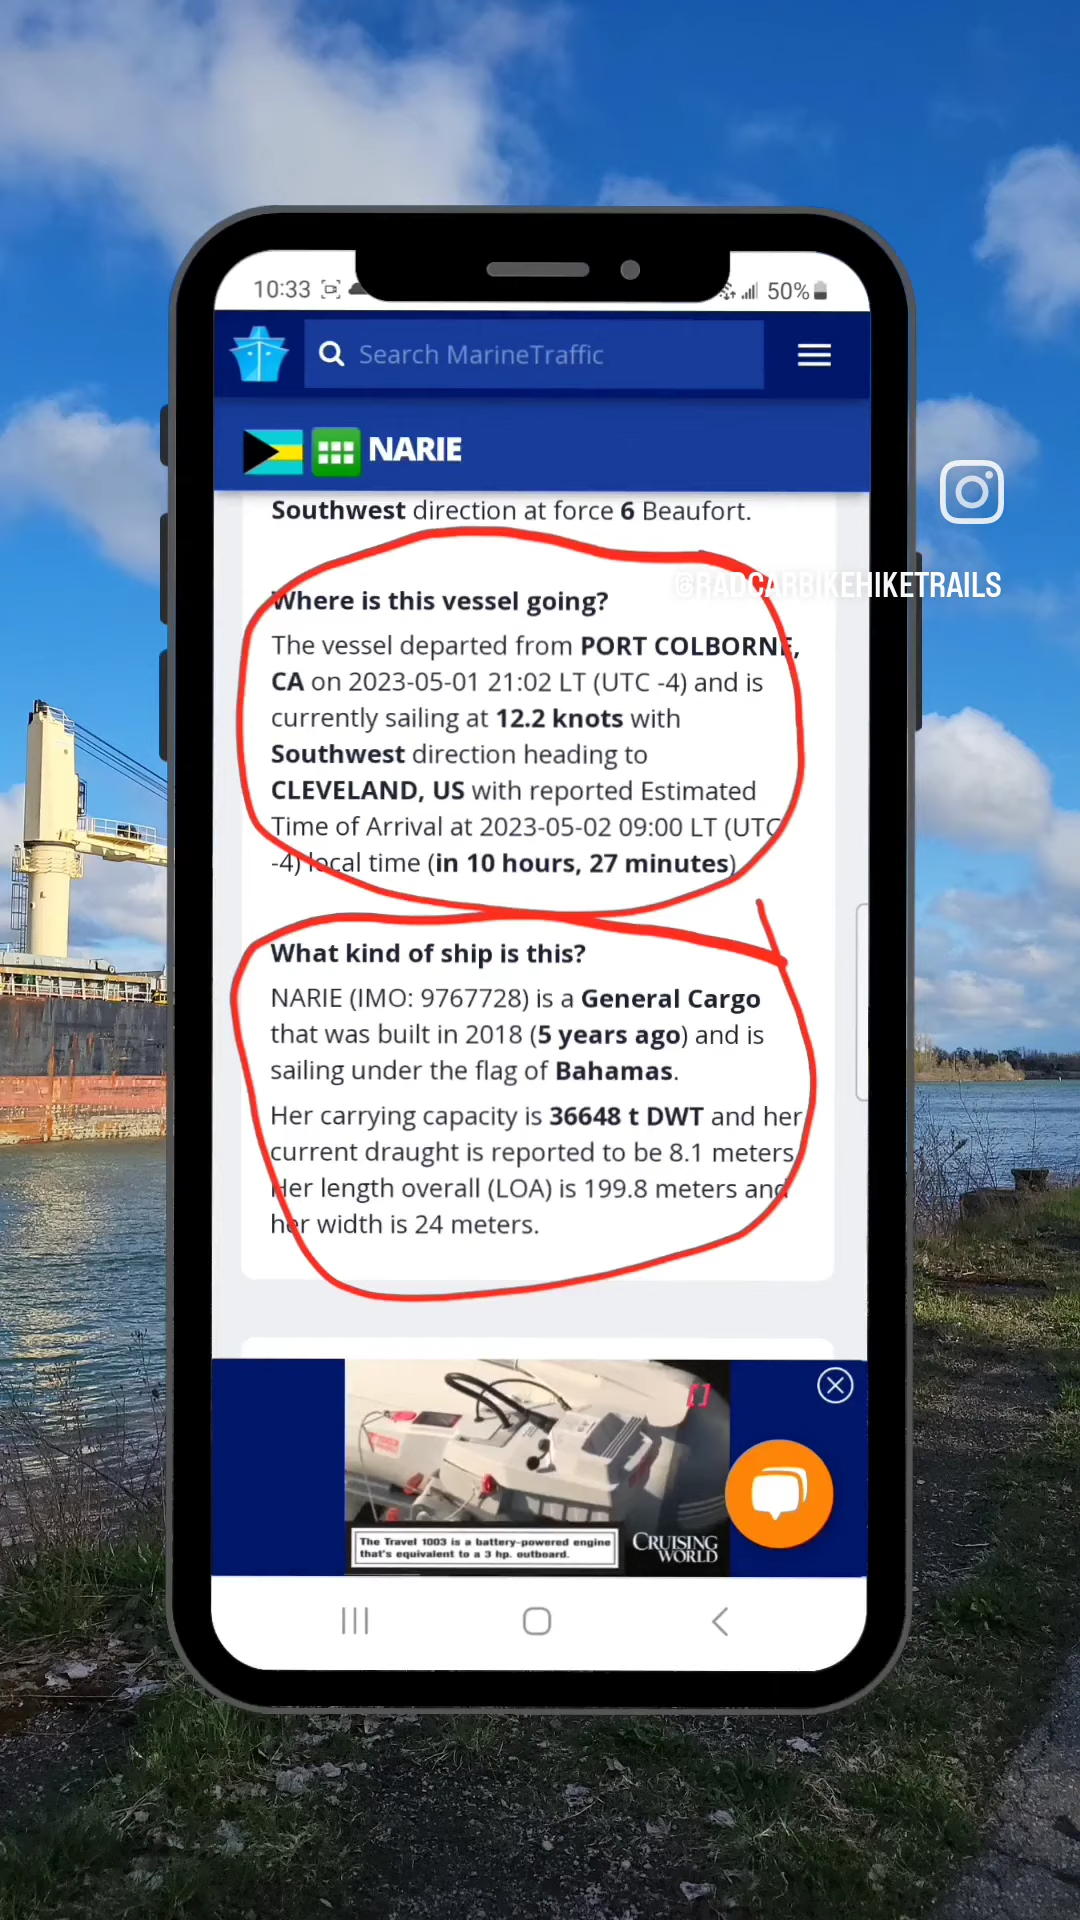 10:33
50%
Search MarineTraffic
NARIE
Southwest direction at force 6 Beaufort.
@RADCARBIKEHIKETRAILS
Where is this vessel going?
The vessel departed from PORT COLBORNE,
CA on 2023-05-01 21:02 LT (UTC -4) and is
currently sailing at 12.2 knots with
Southwest direction heading to
CLEVELAND, US with reported Estimated
Time of Arrival at 2023-05-02 09:00 LT (UTC
-4) local time (in 10 hours, 27 minutes)
What kind of ship is this?
NARIE (IMO: 9767728) is a General Cargo
that was built in 2018 (5 years ago) and is
sailing under the flag of Bahamas.
Her carrying capacity is 36648 t DWT and her
current draught is reported to be 8.1 meters.
Her length overall (LOA) is 199.8 meters and
her width is 24 meters.
The Travel 1003 is a battery-powered engine
that's equivalent to a 3 hp. outboard.
CRUISING
WORLD